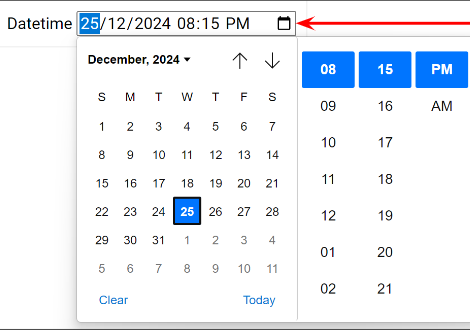 Datetime 25/12/2024 08:15 PM
December, 2024
S M T W T F S
1 2 3 4 5 6 7
8 9 10 11 12 13 14
15 16 17 18 19 20 21
22 23 24 25 26 27 28
29 30 31 1 2 3 4
5 6 7 8 9 10 11
Clear Today
08 15 PM
09 16 AM
10 17
11 18
12 19
01 20
02 21